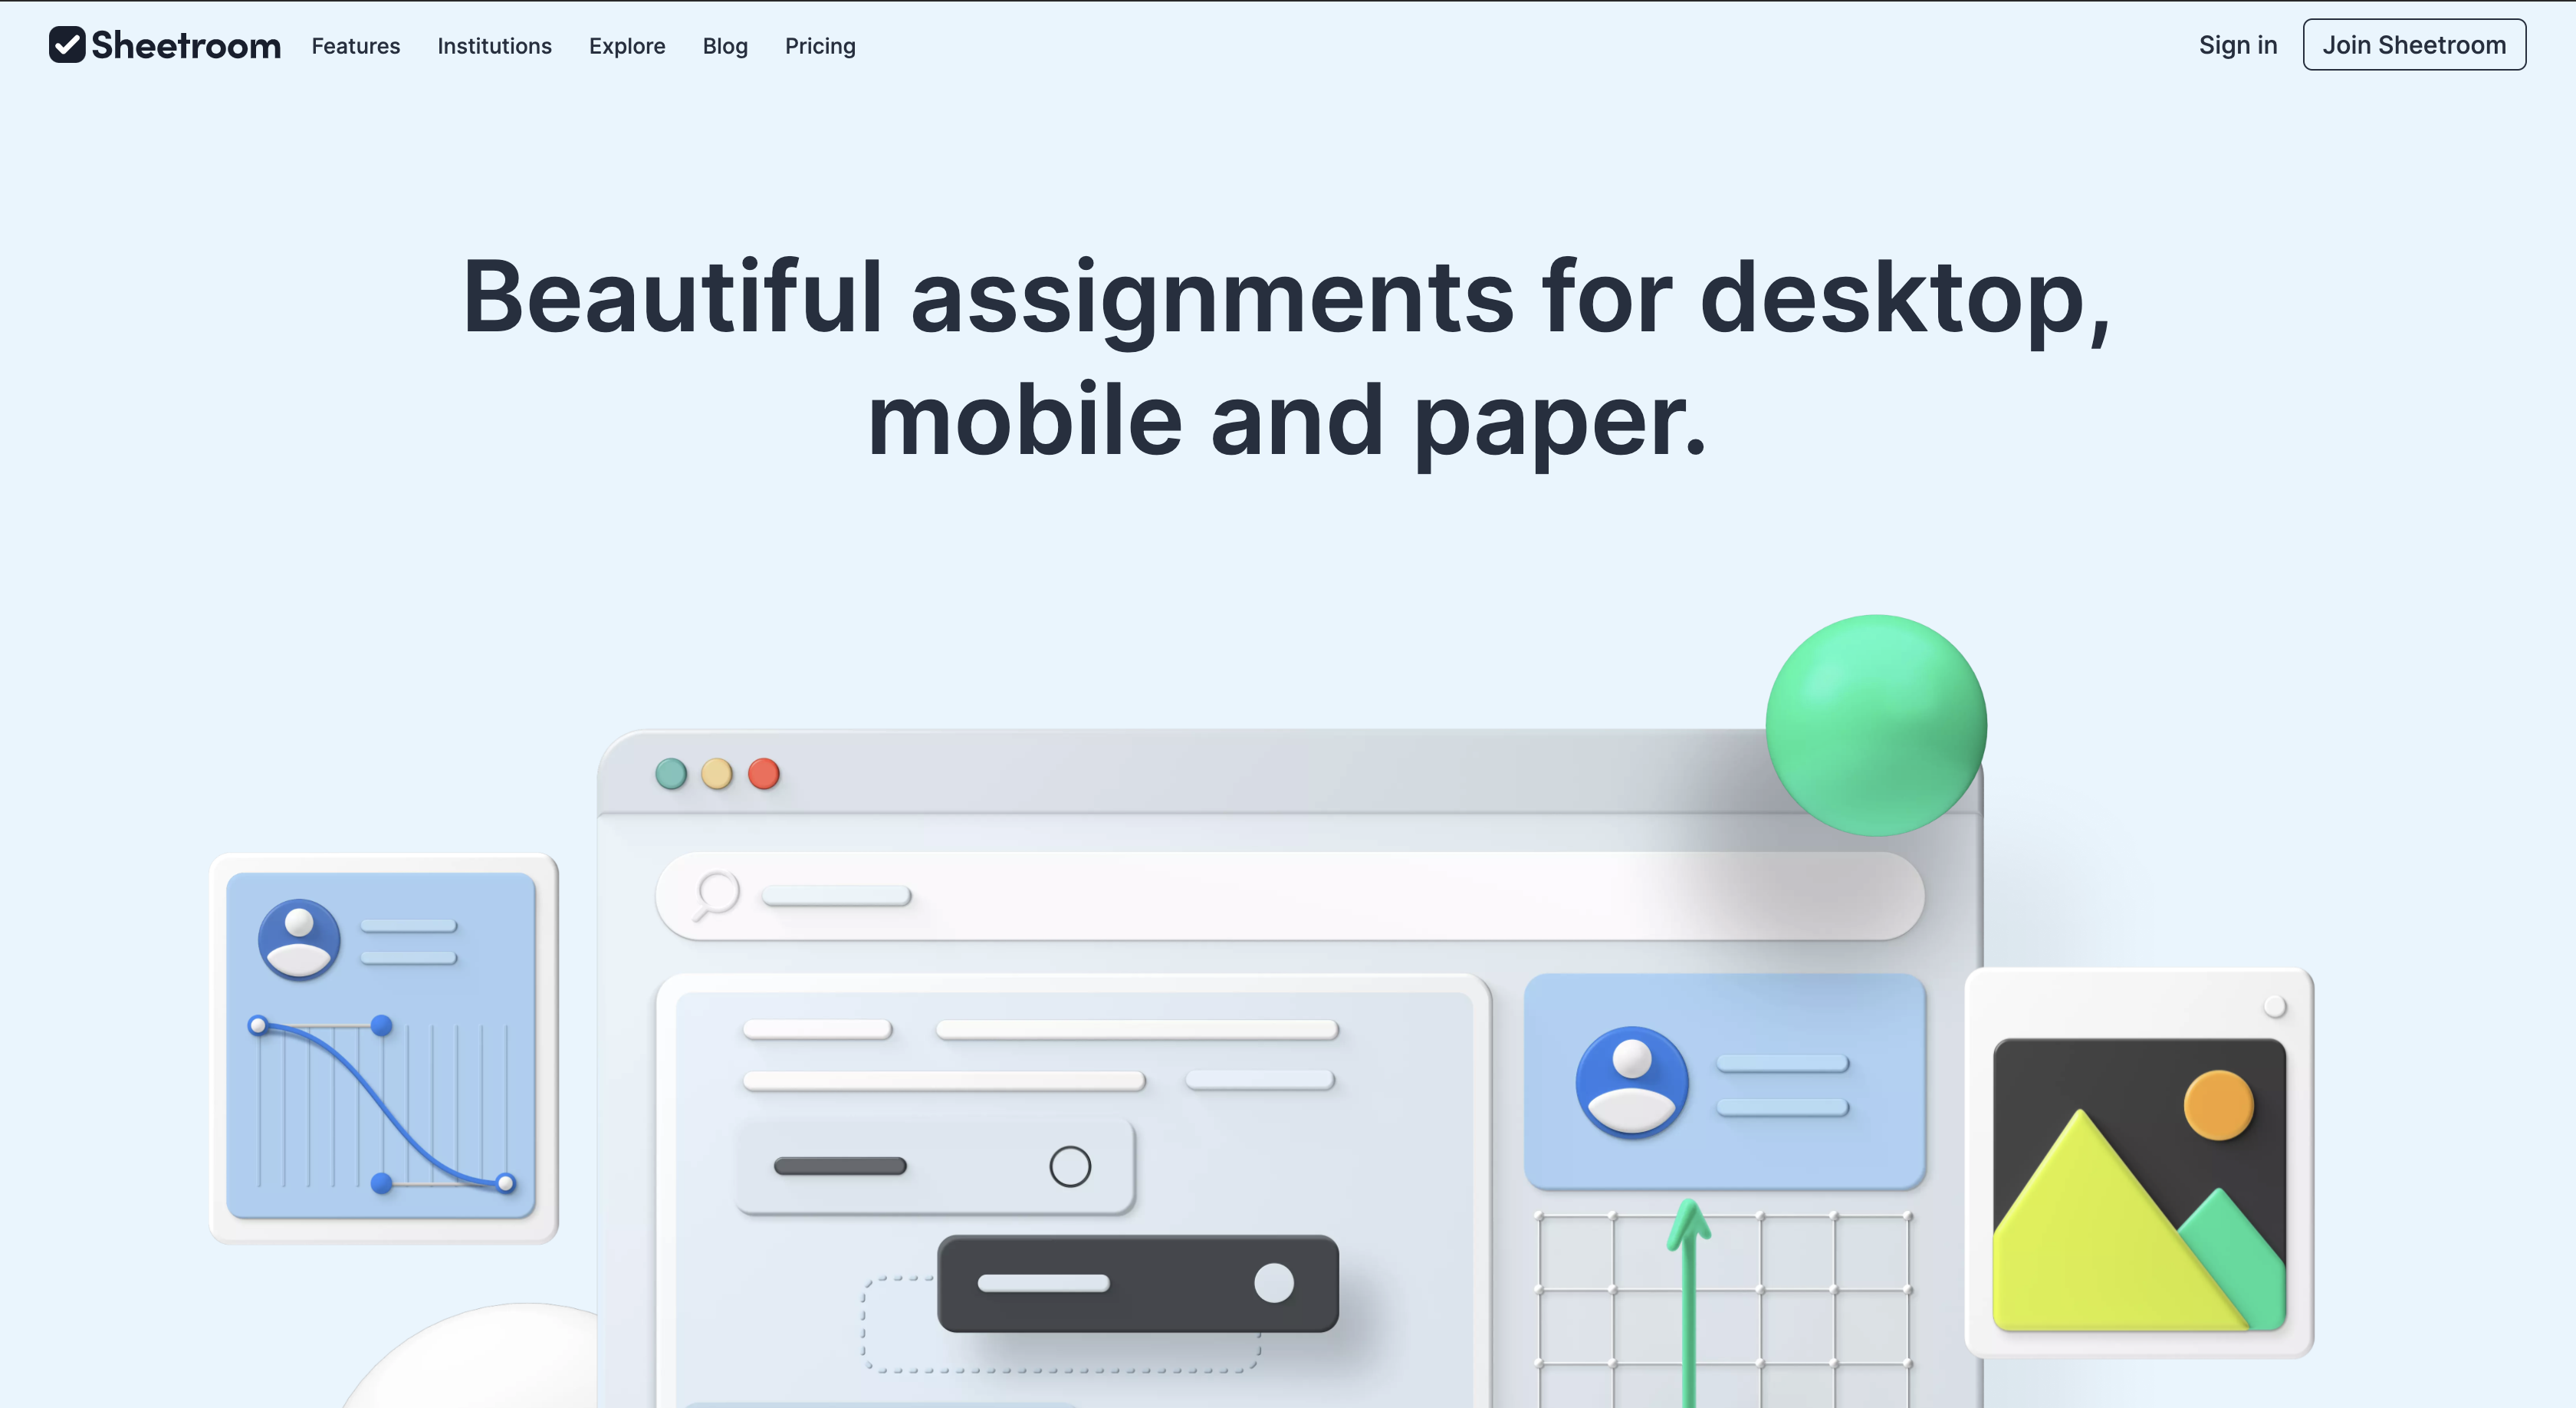 Sheetroom Features Institutions Explore Blog Pricing Sign in Join Sheetroom
Beautiful assignments for desktop,
mobile and paper.